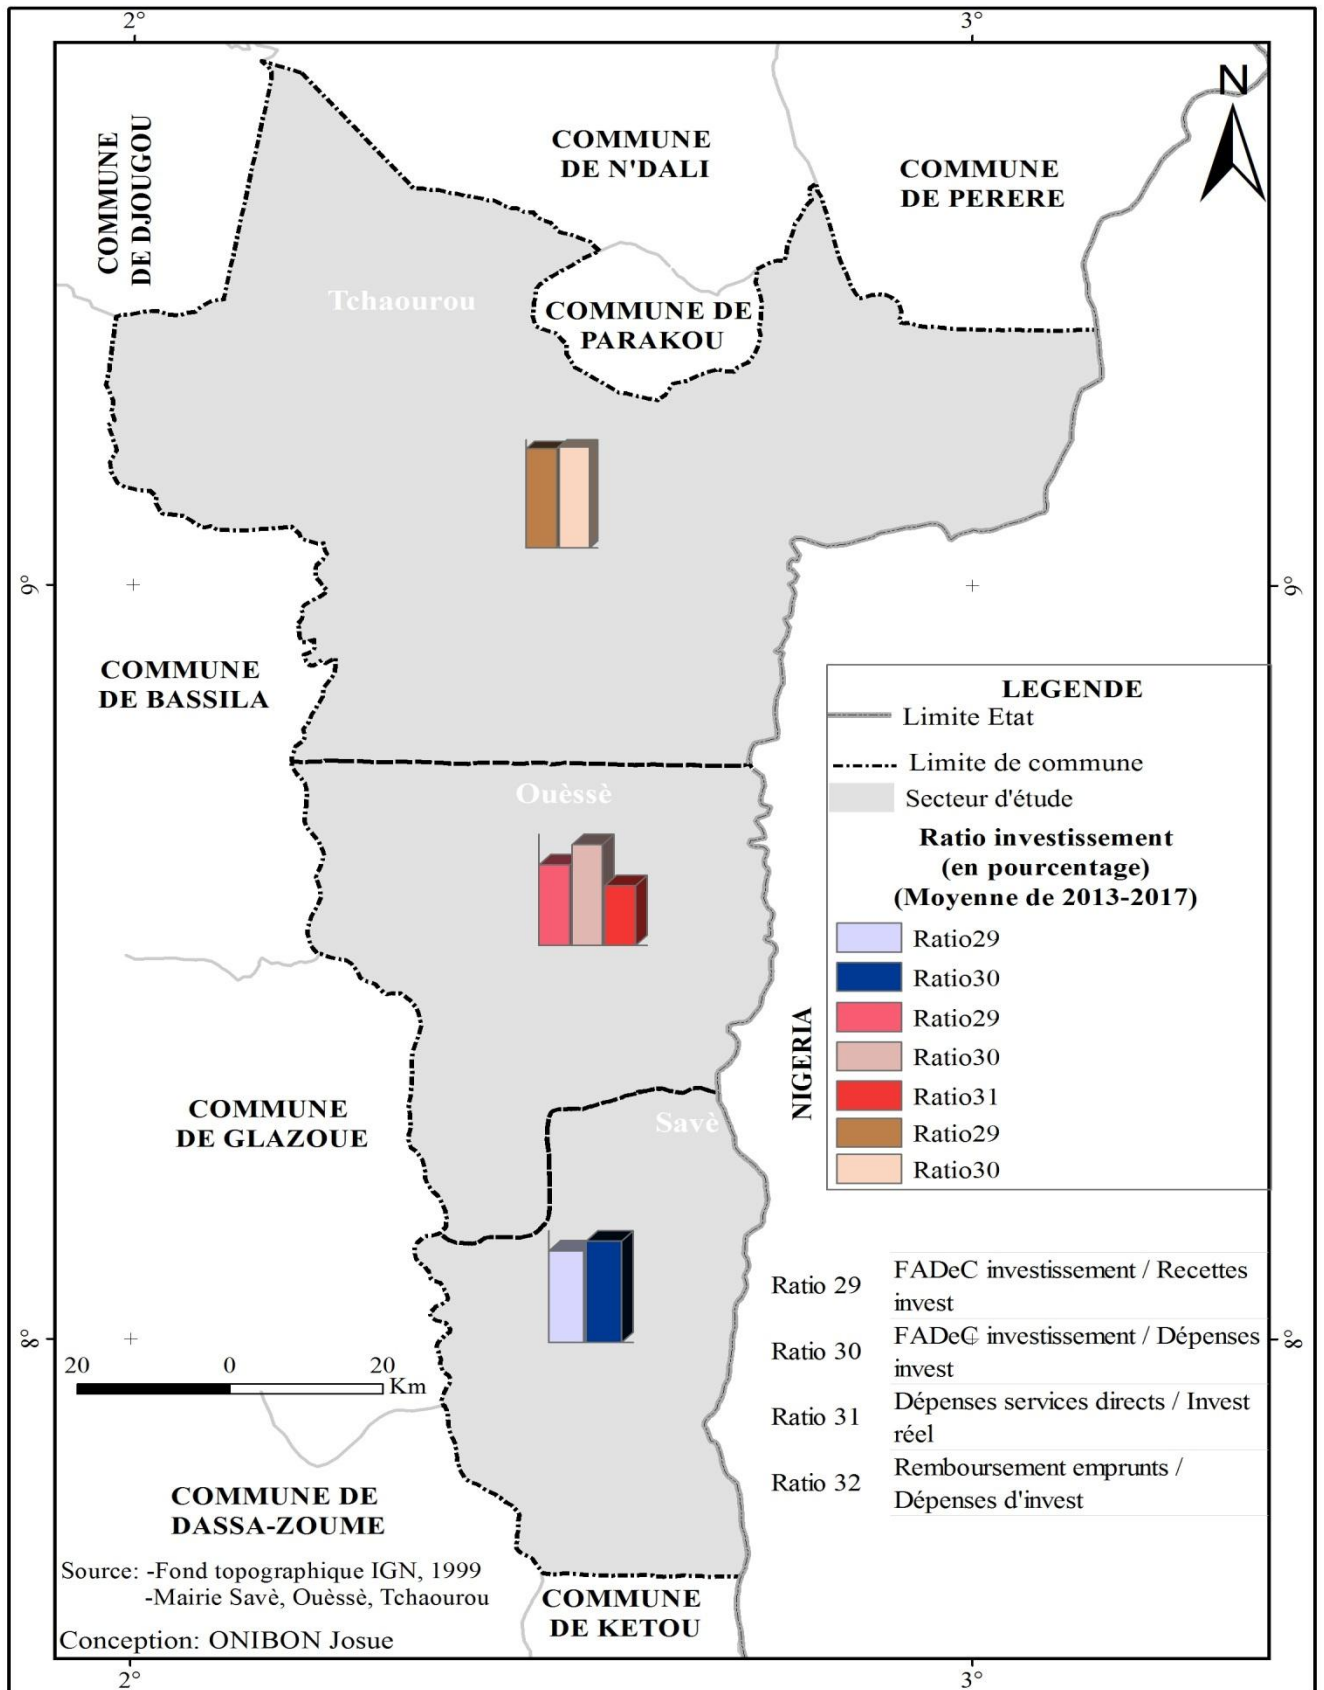 2°
3°
N
COMMUNE
DE DJOUGOU
COMMUNE
DE N'DALI
COMMUNE
DE PERERE
Tchaourou
COMMUNE DE
PARAKOU
9°
9°
COMMUNE
DE BASSILA
LEGENDE
Limite Etat
Limite de commune
Secteur d'étude
Ratio investissement
(en pourcentage)
(Moyenne de 2013-2017)
Ratio29
Ratio30
Ratio29
Ratio30
Ratio31
Ratio29
Ratio30
Ouèssè
NIGERIA
COMMUNE
DE GLAZOUE
Savè
Ratio 29
FADeC investissement / Recettes
invest
Ratio 30
FADeC investissement / Dépenses
invest
Ratio 31
Dépenses services directs / Invest
réel
Ratio 32
Remboursement emprunts /
Dépenses d'invest
8°
8°
20 0 20
Km
COMMUNE DE
DASSA-ZOUME
Source: -Fond topographique IGN, 1999
-Mairie Savè, Ouèssè, Tchaourou
COMMUNE
DE KETOU
Conception: ONIBON Josue
2°
3°